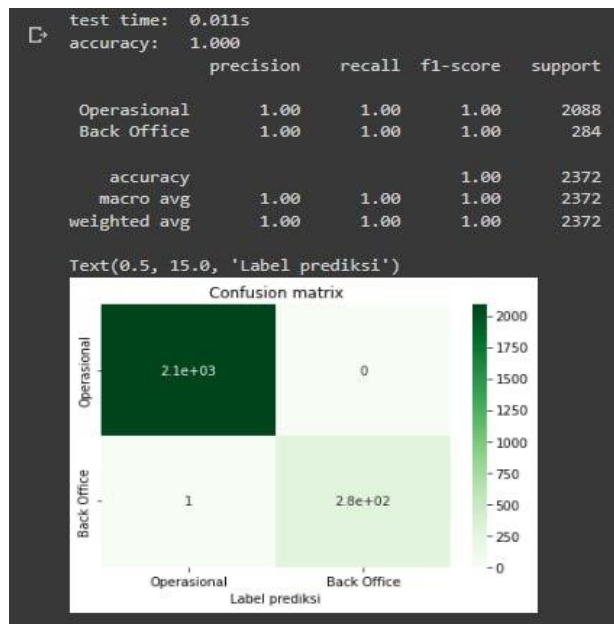 test time: 0.011s
accuracy: 1.000
precision recall f1-score support
Operasional 1.00 1.00 1.00 2088
Back Office 1.00 1.00 1.00 284
accuracy 1.00 2372
macro avg 1.00 1.00 1.00 2372
weighted avg 1.00 1.00 1.00 2372
Text(0.5, 15.0, 'Label prediksi')
Confusion matrix
Operasional
2.1e+03 0
Back Office
1 2.8e+02
Operasional Back Office
Label prediksi
2000
1750
1500
1250
1000
750
500
250
0